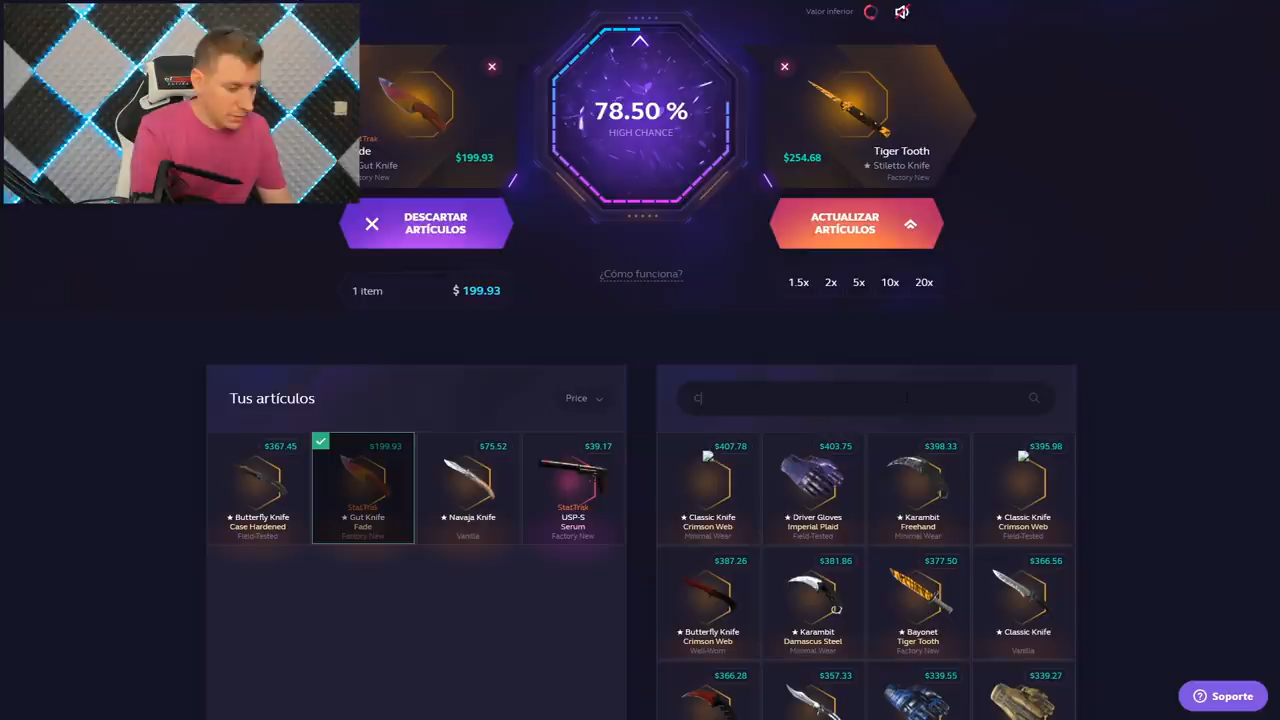 Valor inferior
StatTrak
de
Gut Knife
Factory New
$199.93
78.50 %
HIGH CHANCE
$254.68
Tiger Tooth
★ Stiletto Knife
Factory New
DESCARTAR
ARTÍCULOS
ACTUALIZAR
ARTÍCULOS
1 item
$ 199.93
¿Cómo funciona?
1.5x 2x 5x 10x 20x
Tus artículos
Price
C
$367.45
★ Butterfly Knife
Case Hardened
Field-Tested
$199.93
StatTrak
★ Gut Knife
Fade
Factory New
$75.52
★ Navaja Knife
Vanilla
$39.17
StatTrak
USP-S
Serum
Factory New
$407.78
★ Classic Knife
Crimson Web
Minimal Wear
$403.75
★ Driver Gloves
Imperial Plaid
Field-Tested
$398.33
★ Karambit
Freehand
Minimal Wear
$395.98
★ Classic Knife
Crimson Web
Field-Tested
$387.26
★ Butterfly Knife
Crimson Web
Well-Worn
$381.86
★ Karambit
Damascus Steel
Minimal Wear
$377.50
★ Bayonet
Tiger Tooth
Factory New
$366.56
★ Classic Knife
Vanilla
$366.28
$357.33
$339.55
$339.27
Soporte